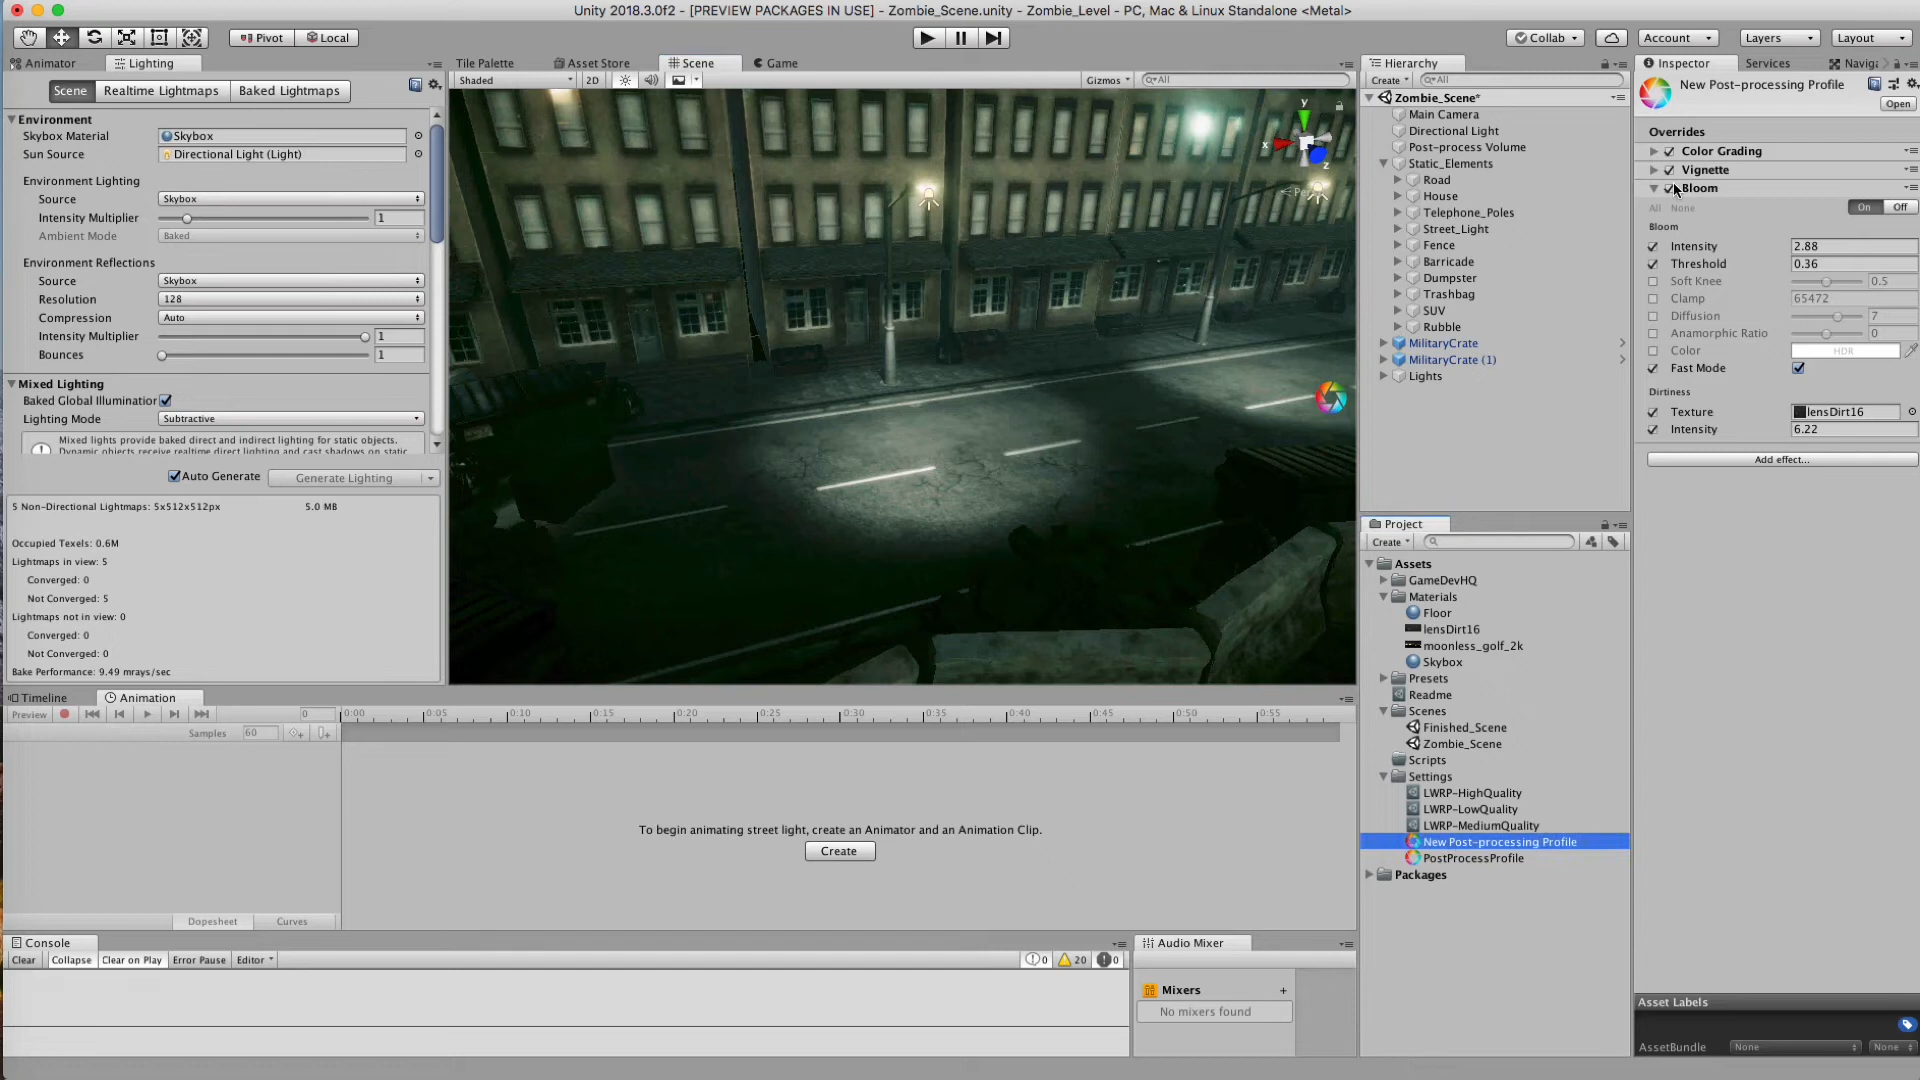 Unity 2018.3.0f2 - [PREVIEW PACKAGES IN USE] - Zombie_Scene.unity - Zombie_Level - PC, Mac & Linux Standalone <Metal>
Pivot
Local
Collab
Account
Layers
Layout
Animator
Lighting
Scene
Realtime Lightmaps
Baked Lightmaps
Environment
Skybox Material
Skybox
Sun Source
Directional Light (Light)
Environment Lighting
Source
Skybox
Intensity Multiplier
1
Ambient Mode
Baked
Environment Reflections
Source
Skybox
Resolution
128
Compression
Auto
Intensity Multiplier
1
Bounces
1
Mixed Lighting
Baked Global Illumination
Lighting Mode
Subtractive
Mixed lights provide baked direct and indirect lighting for static objects.
Dynamic objects receive realtime direct lighting and cast shadows on static
Auto Generate
Generate Lighting
5 Non-Directional Lightmaps: 5x512x512px
5.0 MB
Occupied Texels: 0.6M
Lightmaps in view: 5
Converged: 0
Not Converged: 5
Lightmaps not in view: 0
Converged: 0
Not Converged: 0
Bake Performance: 9.49 mrays/sec
Tile Palette
Asset Store
Scene
Game
Shaded
2D
Gizmos
All
y
x
z
Hierarchy
Create
All
Zombie_Scene*
Main Camera
Directional Light
Post-process Volume
Static_Elements
Road
House
Telephone_Poles
Street_Light
Fence
Barricade
Dumpster
Trashbag
SUV
Rubble
MilitaryCrate
MilitaryCrate (1)
Lights
Project
Create
Assets
GameDevHQ
Materials
Floor
lensDirt16
moonless_golf_2k
Skybox
Presets
Readme
Scenes
Finished_Scene
Zombie_Scene
Scripts
Settings
LWRP-HighQuality
LWRP-LowQuality
LWRP-MediumQuality
New Post-processing Profile
PostProcessProfile
Packages
Inspector
Services
New Post-processing Profile
Open
Overrides
Color Grading
Vignette
Bloom
All
None
On
Off
Bloom
Intensity
2.88
Threshold
0.36
Soft Knee
0.5
Clamp
65472
Diffusion
7
Anamorphic Ratio
0
Color
HDR
Fast Mode
Dirtiness
Texture
lensDirt16
Intensity
6.22
Add effect...
Asset Labels
AssetBundle
None
None
Timeline
Animation
Preview
0
0:00
0:05
0:10
0:15
0:20
0:25
0:30
0:35
0:40
0:45
0:50
0:55
Samples
60
To begin animating street light, create an Animator and an Animation Clip.
Create
Dopesheet
Curves
Console
Clear
Collapse
Clear on Play
Error Pause
Editor
0
20
0
Audio Mixer
Mixers
+
No mixers found